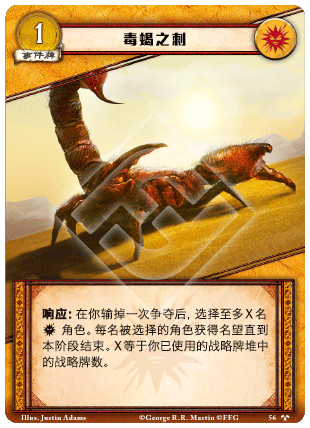 1
事件牌
毒蝎之刺
响应: 在你输掉一次争夺后, 选择至多X名
角色。每名被选择的角色获得名望直到
本阶段结束。X等于你已使用的战略牌堆中
的战略牌数。
Illus. Justin Adams ©George R.R. Martin ©FFG 56